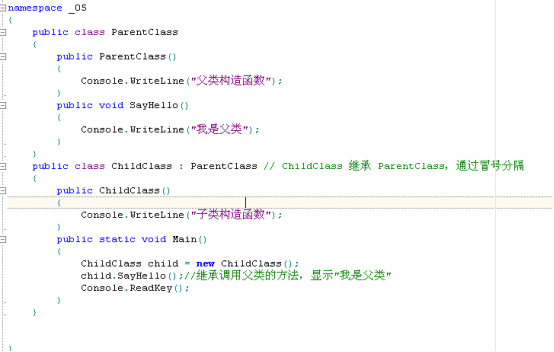 namespace _05
{
    public class ParentClass
    {
        public ParentClass()
        {
            Console.WriteLine("父类构造函数");
        }
        public void SayHello()
        {
            Console.WriteLine("我是父类");
        }
    }
    public class ChildClass : ParentClass // ChildClass 继承 ParentClass，通过冒号分隔
    {
        public ChildClass()
        {
            Console.WriteLine("子类构造函数");
        }
        public static void Main()
        {
            ChildClass child = new ChildClass();
            child.SayHello();//继承调用父类的方法，显示"我是父类"
            Console.ReadKey();
        }
    }
}